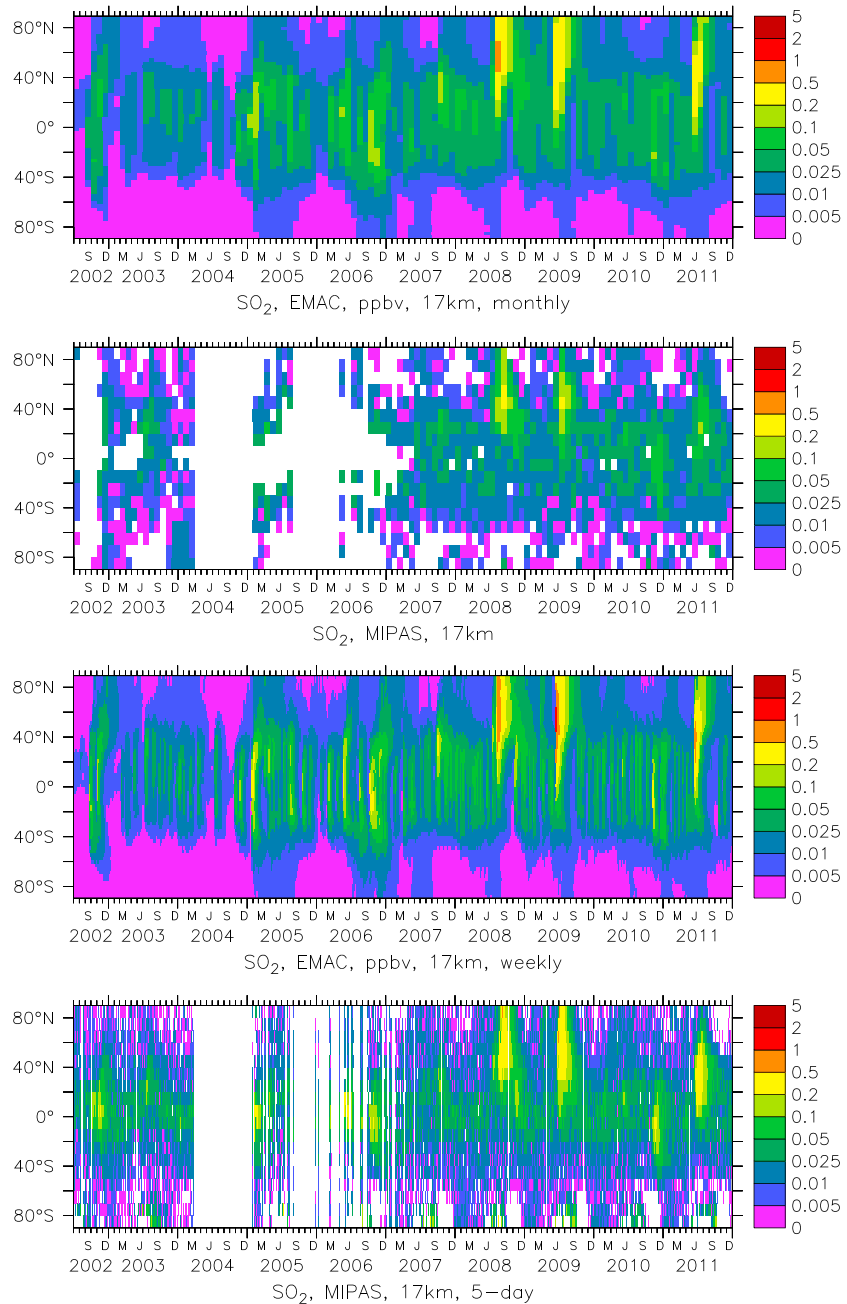 80°N
40°N
0°
40°S
80°S
5
2
1
0.5
0.2
0.1
0.05
0.025
0.01
0.005
0
S D M J S D M J S D M J S D M J S D M J S D M J S D M J S D M J S D M J S D
2002 2003 2004 2005 2006 2007 2008 2009 2010 2011
SO₂, EMAC, ppbv, 17km, monthly
80°N
40°N
0°
40°S
80°S
5
2
1
0.5
0.2
0.1
0.05
0.025
0.01
0.005
0
S D M J S D M J S D M J S D M J S D M J S D M J S D M J S D M J S D M J S D
2002 2003 2004 2005 2006 2007 2008 2009 2010 2011
SO₂, MIPAS, 17km
80°N
40°N
0°
40°S
80°S
5
2
1
0.5
0.2
0.1
0.05
0.025
0.01
0.005
0
S D M J S D M J S D M J S D M J S D M J S D M J S D M J S D M J S D M J S D
2002 2003 2004 2005 2006 2007 2008 2009 2010 2011
SO₂, EMAC, ppbv, 17km, weekly
80°N
40°N
0°
40°S
80°S
5
2
1
0.5
0.2
0.1
0.05
0.025
0.01
0.005
0
S D M J S D M J S D M J S D M J S D M J S D M J S D M J S D M J S D M J S D
2002 2003 2004 2005 2006 2007 2008 2009 2010 2011
SO₂, MIPAS, 17km, 5-day